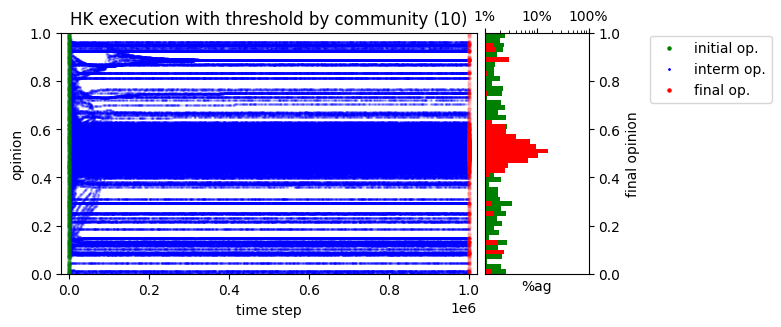 HK execution with threshold by community (10)
1% 10% 100%
1.0 1.0
0.8 0.8
0.6 0.6
0.4 0.4
0.2 0.2
0.0 0.0
opinion
final opinion
0.0 0.2 0.4 0.6 0.8 1.0
1e6
time step
%ag
initial op.
interm op.
final op.